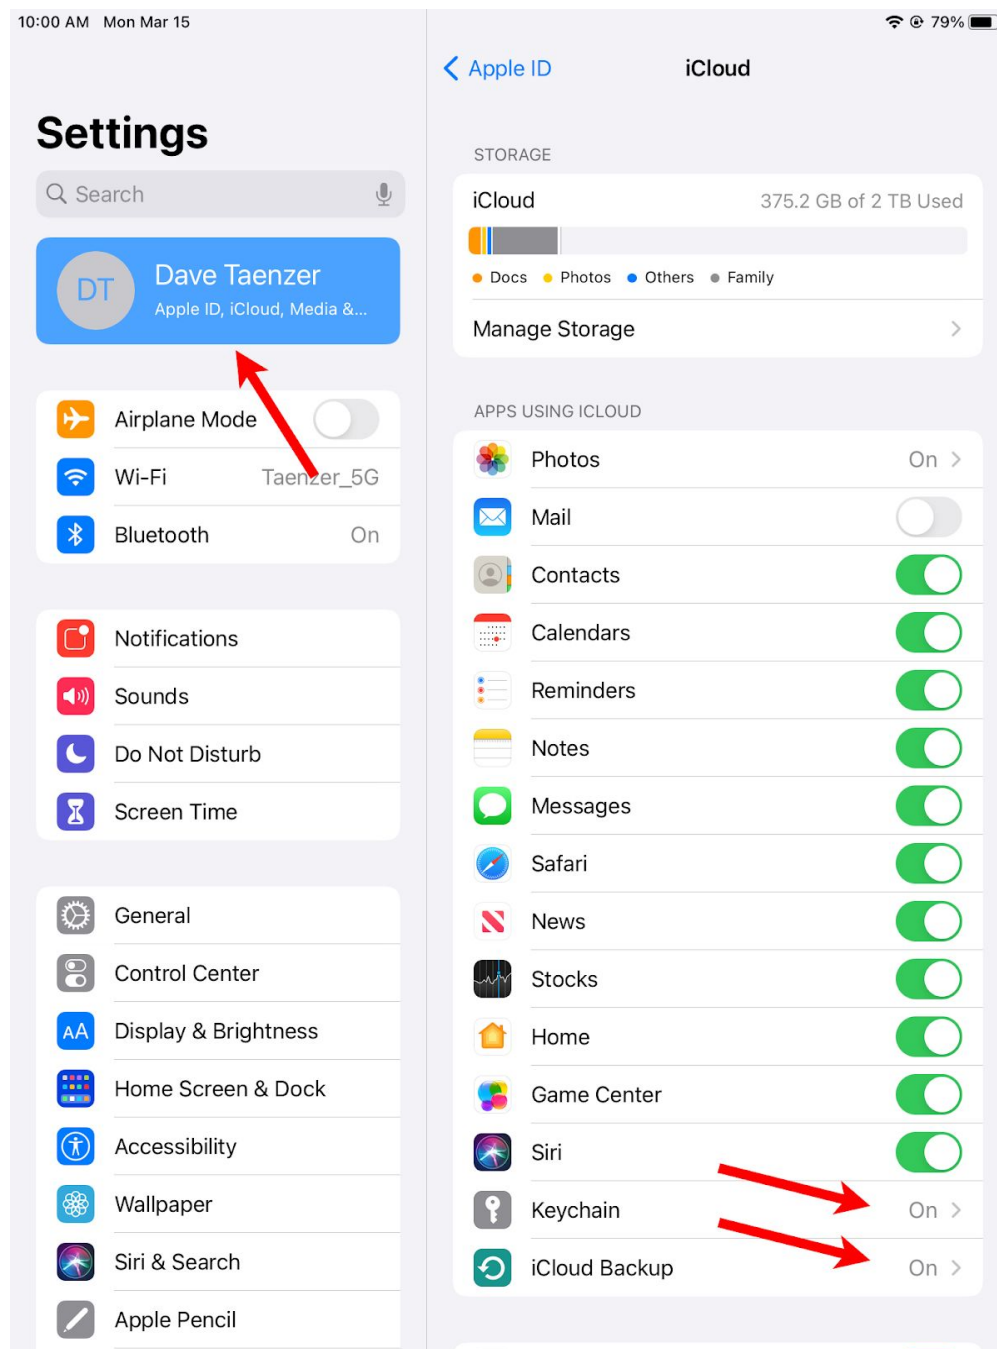 10:00 AM Mon Mar 15
79%
Settings
Search
DT
Dave Taenzer
Apple ID, iCloud, Media &...
Airplane Mode
Wi-Fi Taenzer_5G
Bluetooth On
Notifications
Sounds
Do Not Disturb
Screen Time
General
Control Center
AA Display & Brightness
Home Screen & Dock
Accessibility
Wallpaper
Siri & Search
Apple Pencil
Apple ID iCloud
STORAGE
iCloud 375.2 GB of 2 TB Used
Docs Photos Others Family
Manage Storage
APPS USING ICLOUD
Photos On
Mail
Contacts
Calendars
Reminders
Notes
Messages
Safari
News
Stocks
Home
Game Center
Siri
Keychain On
iCloud Backup On